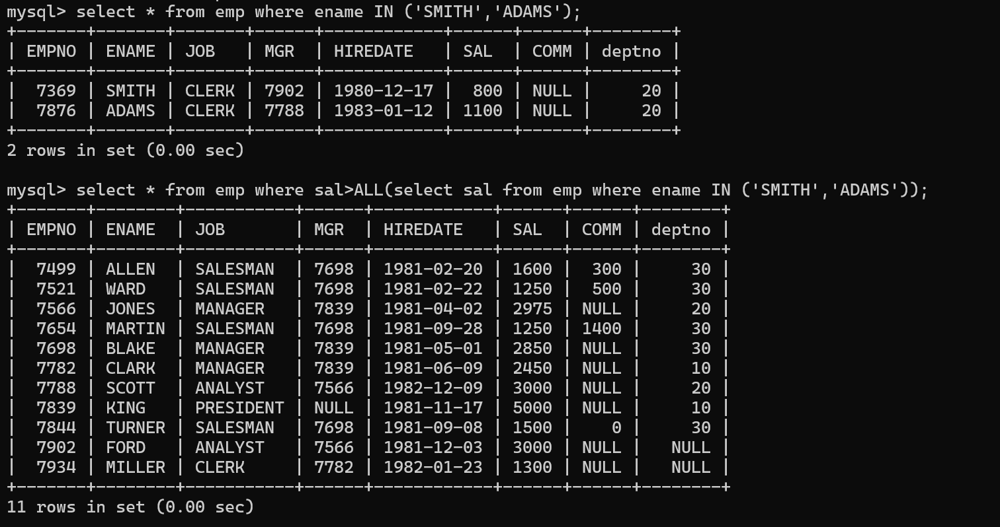 mysql> select * from emp where ename IN ('SMITH','ADAMS');
+-------+-------+-------+------+------------+------+------+--------+
| EMPNO | ENAME | JOB   | MGR  | HIREDATE   | SAL  | COMM | deptno |
+-------+-------+-------+------+------------+------+------+--------+
|  7369 | SMITH | CLERK | 7902 | 1980-12-17 |  800 | NULL |     20 |
|  7876 | ADAMS | CLERK | 7788 | 1983-01-12 | 1100 | NULL |     20 |
+-------+-------+-------+------+------------+------+------+--------+
2 rows in set (0.00 sec)

mysql> select * from emp where sal>ALL(select sal from emp where ename IN ('SMITH','ADAMS'));
+-------+--------+-----------+------+------------+------+------+--------+
| EMPNO | ENAME  | JOB       | MGR  | HIREDATE   | SAL  | COMM | deptno |
+-------+--------+-----------+------+------------+------+------+--------+
|  7499 | ALLEN  | SALESMAN  | 7698 | 1981-02-20 | 1600 |  300 |     30 |
|  7521 | WARD   | SALESMAN  | 7698 | 1981-02-22 | 1250 |  500 |     30 |
|  7566 | JONES  | MANAGER   | 7839 | 1981-04-02 | 2975 | NULL |     20 |
|  7654 | MARTIN | SALESMAN  | 7698 | 1981-09-28 | 1250 | 1400 |     30 |
|  7698 | BLAKE  | MANAGER   | 7839 | 1981-05-01 | 2850 | NULL |     30 |
|  7782 | CLARK  | MANAGER   | 7839 | 1981-06-09 | 2450 | NULL |     10 |
|  7788 | SCOTT  | ANALYST   | 7566 | 1982-12-09 | 3000 | NULL |     20 |
|  7839 | KING   | PRESIDENT | NULL | 1981-11-17 | 5000 | NULL |     10 |
|  7844 | TURNER | SALESMAN  | 7698 | 1981-09-08 | 1500 |    0 |     30 |
|  7902 | FORD   | ANALYST   | 7566 | 1981-12-03 | 3000 | NULL |   NULL |
|  7934 | MILLER | CLERK     | 7782 | 1982-01-23 | 1300 | NULL |   NULL |
+-------+--------+-----------+------+------------+------+------+--------+
11 rows in set (0.00 sec)